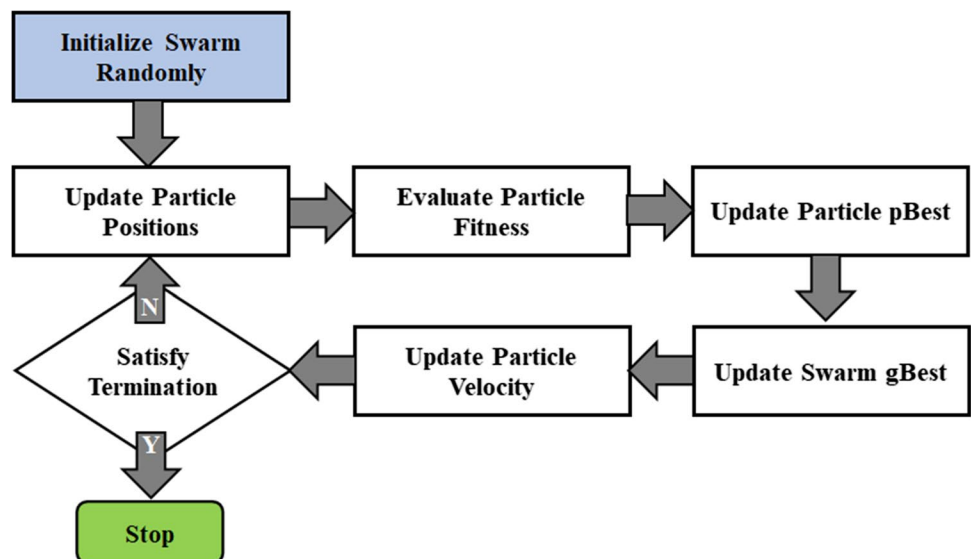 Initialize Swarm
Randomly
Update Particle
Positions
Evaluate Particle
Fitness
Update Particle pBest
N
Satisfy
Termination
Update Particle
Velocity
Update Swarm gBest
Y
Stop